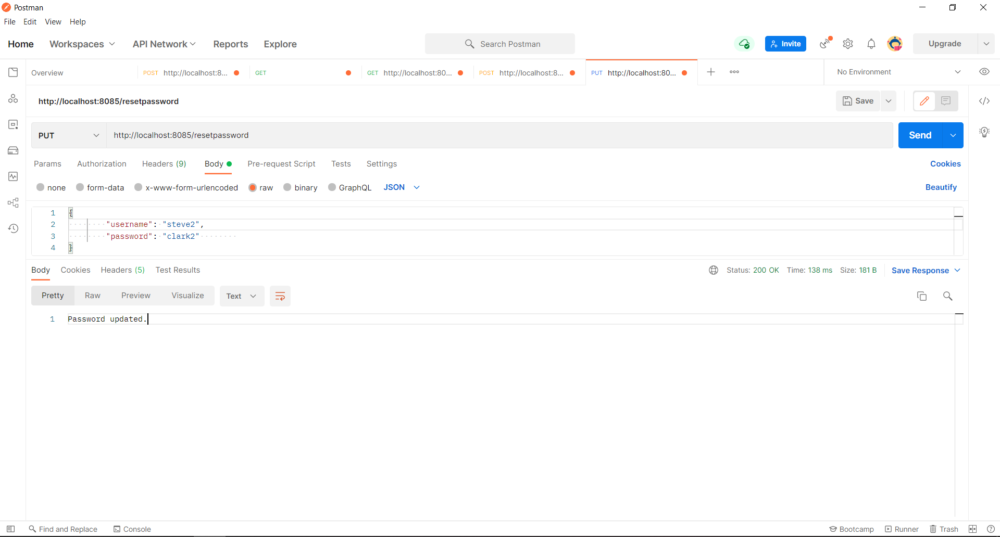 Postman
File Edit View Help
Home Workspaces API Network Reports Explore Search Postman Invite Upgrade
Overview POST http://localhost:8... GET GET http://localhost:80... POST http://localhost:8... PUT http://localhost:80... No Environment
http://localhost:8085/resetpassword Save
PUT http://localhost:8085/resetpassword Send
Params Authorization Headers (9) Body Pre-request Script Tests Settings Cookies
none form-data x-www-form-urlencoded raw binary GraphQL JSON Beautify
1 {
2 "username": "steve2",
3 "password": "clark2"
4 }
Body Cookies Headers (5) Test Results Status: 200 OK Time: 138 ms Size: 181 B Save Response
Pretty Raw Preview Visualize Text
1 Password updated.
Find and Replace Console Bootcamp Runner Trash